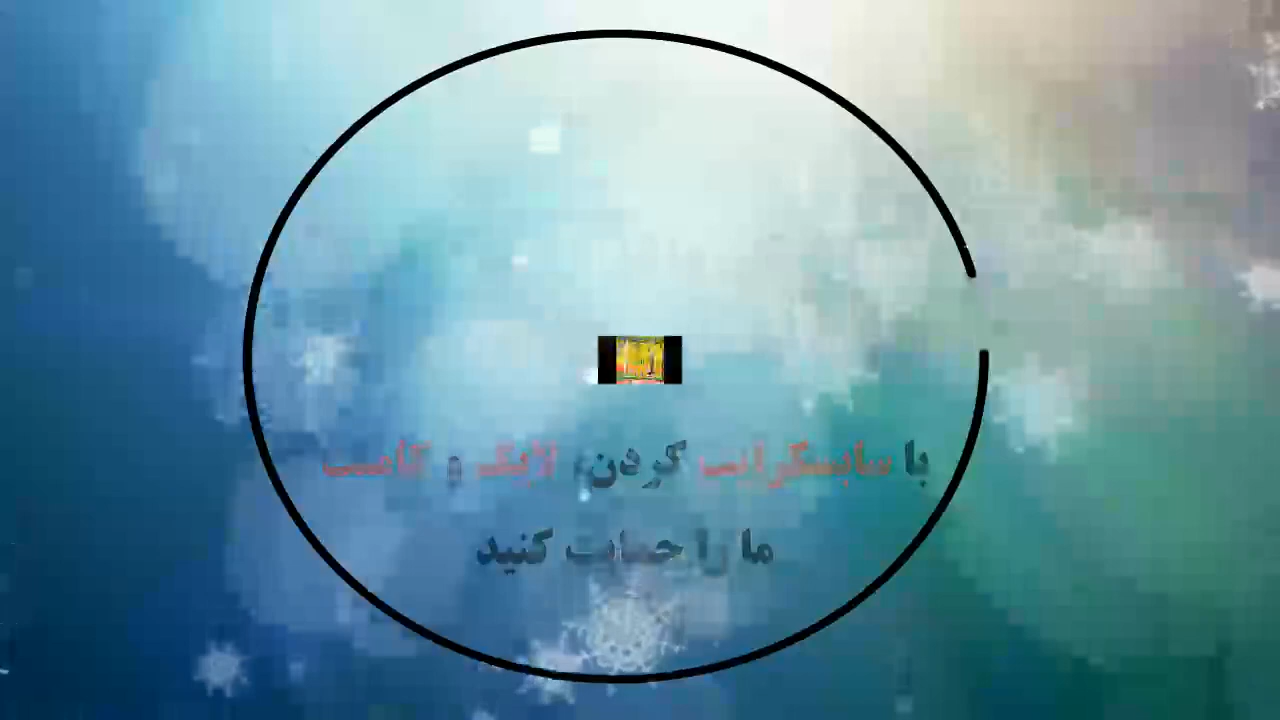 با سابسکرایب کردن، لایک و کامنت
ما را حمایت کنید